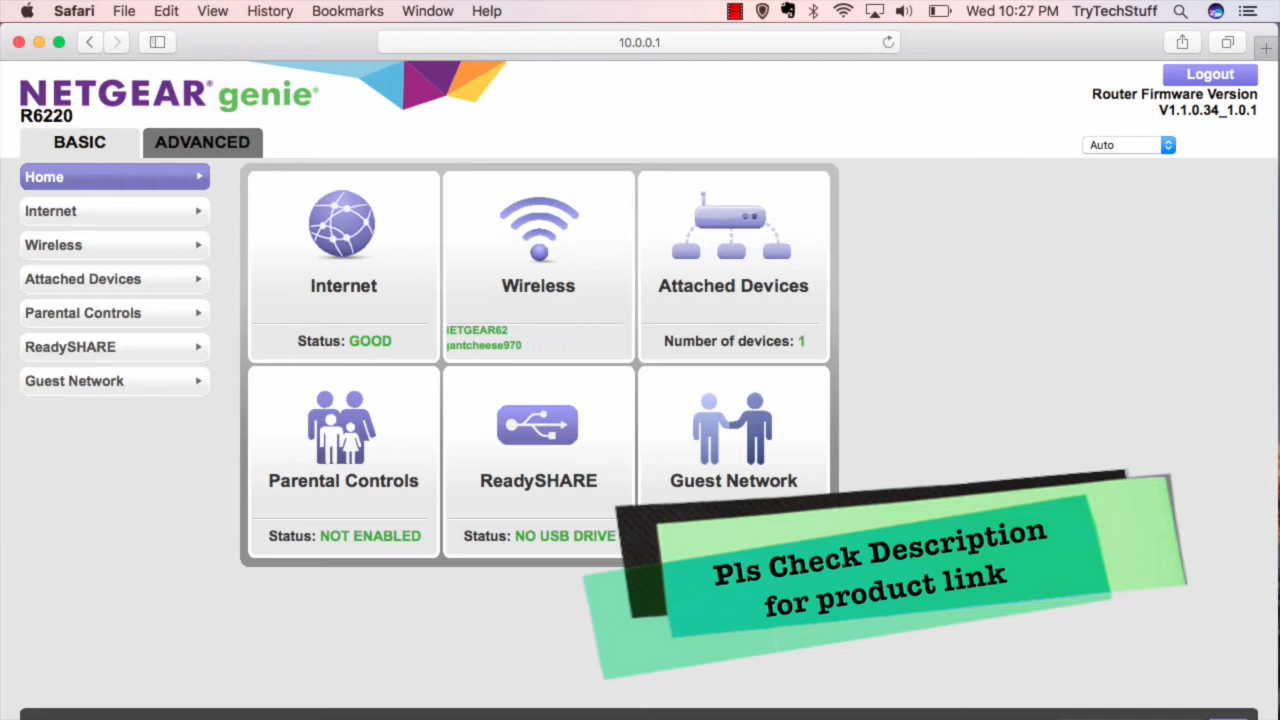 Safari File Edit View History Bookmarks Window Help Wed 10:27 PM TryTechStuff
10.0.0.1
NETGEAR® genie®
R6220
Logout
Router Firmware Version
V1.1.0.34_1.0.1
BASIC ADVANCED
Auto
Home
Internet
Wireless
Attached Devices
Parental Controls
ReadySHARE
Guest Network
Internet
Status: GOOD
Wireless
IETGEAR62
gantcheese970
Attached Devices
Number of devices: 1
Parental Controls
Status: NOT ENABLED
ReadySHARE
Status: NO USB DRIVE
Guest Network
Pls Check Description
for product link